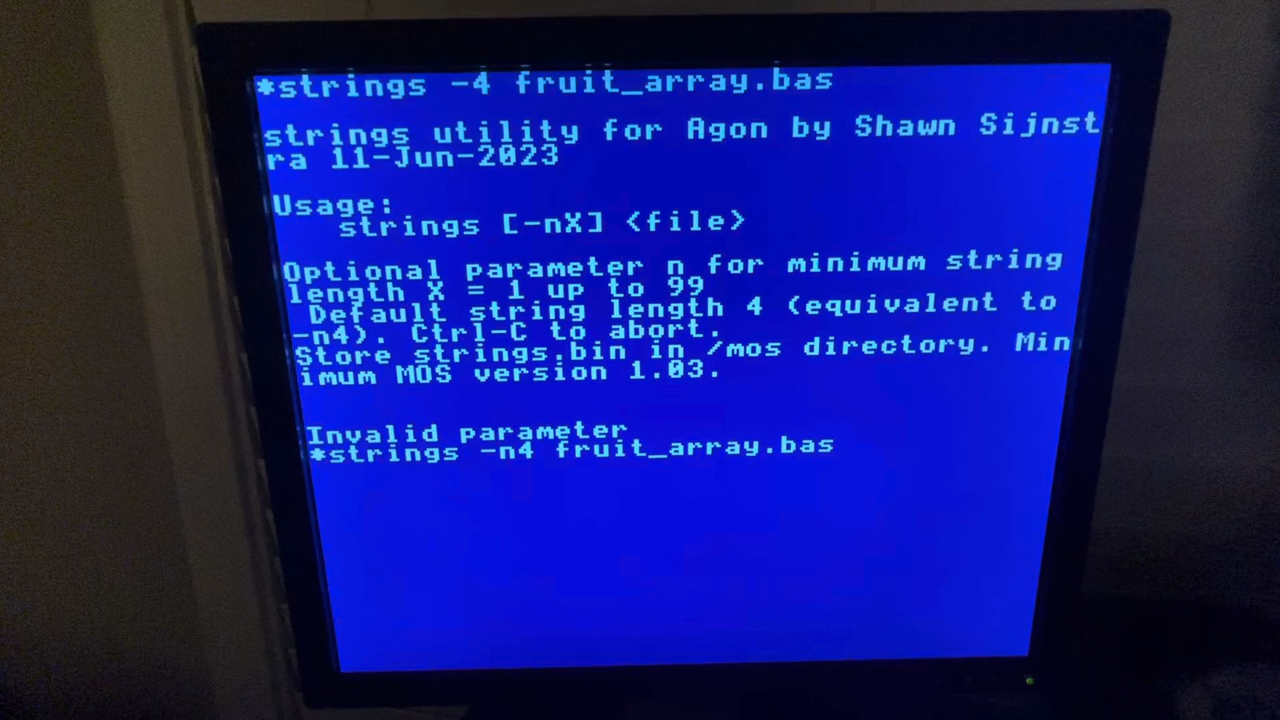 *strings -4 fruit_array.bas
strings utility for Agon by Shawn Sijnst
ra 11-Jun-2023
Usage:
strings [-nX] <file>
Optional parameter n for minimum string
length X = 1 up to 99
Default string length 4 (equivalent to
-n4). Ctrl-C to abort.
Store strings.bin in /mos directory. Min
imum MOS version 1.03.
Invalid parameter
*strings -n4 fruit_array.bas